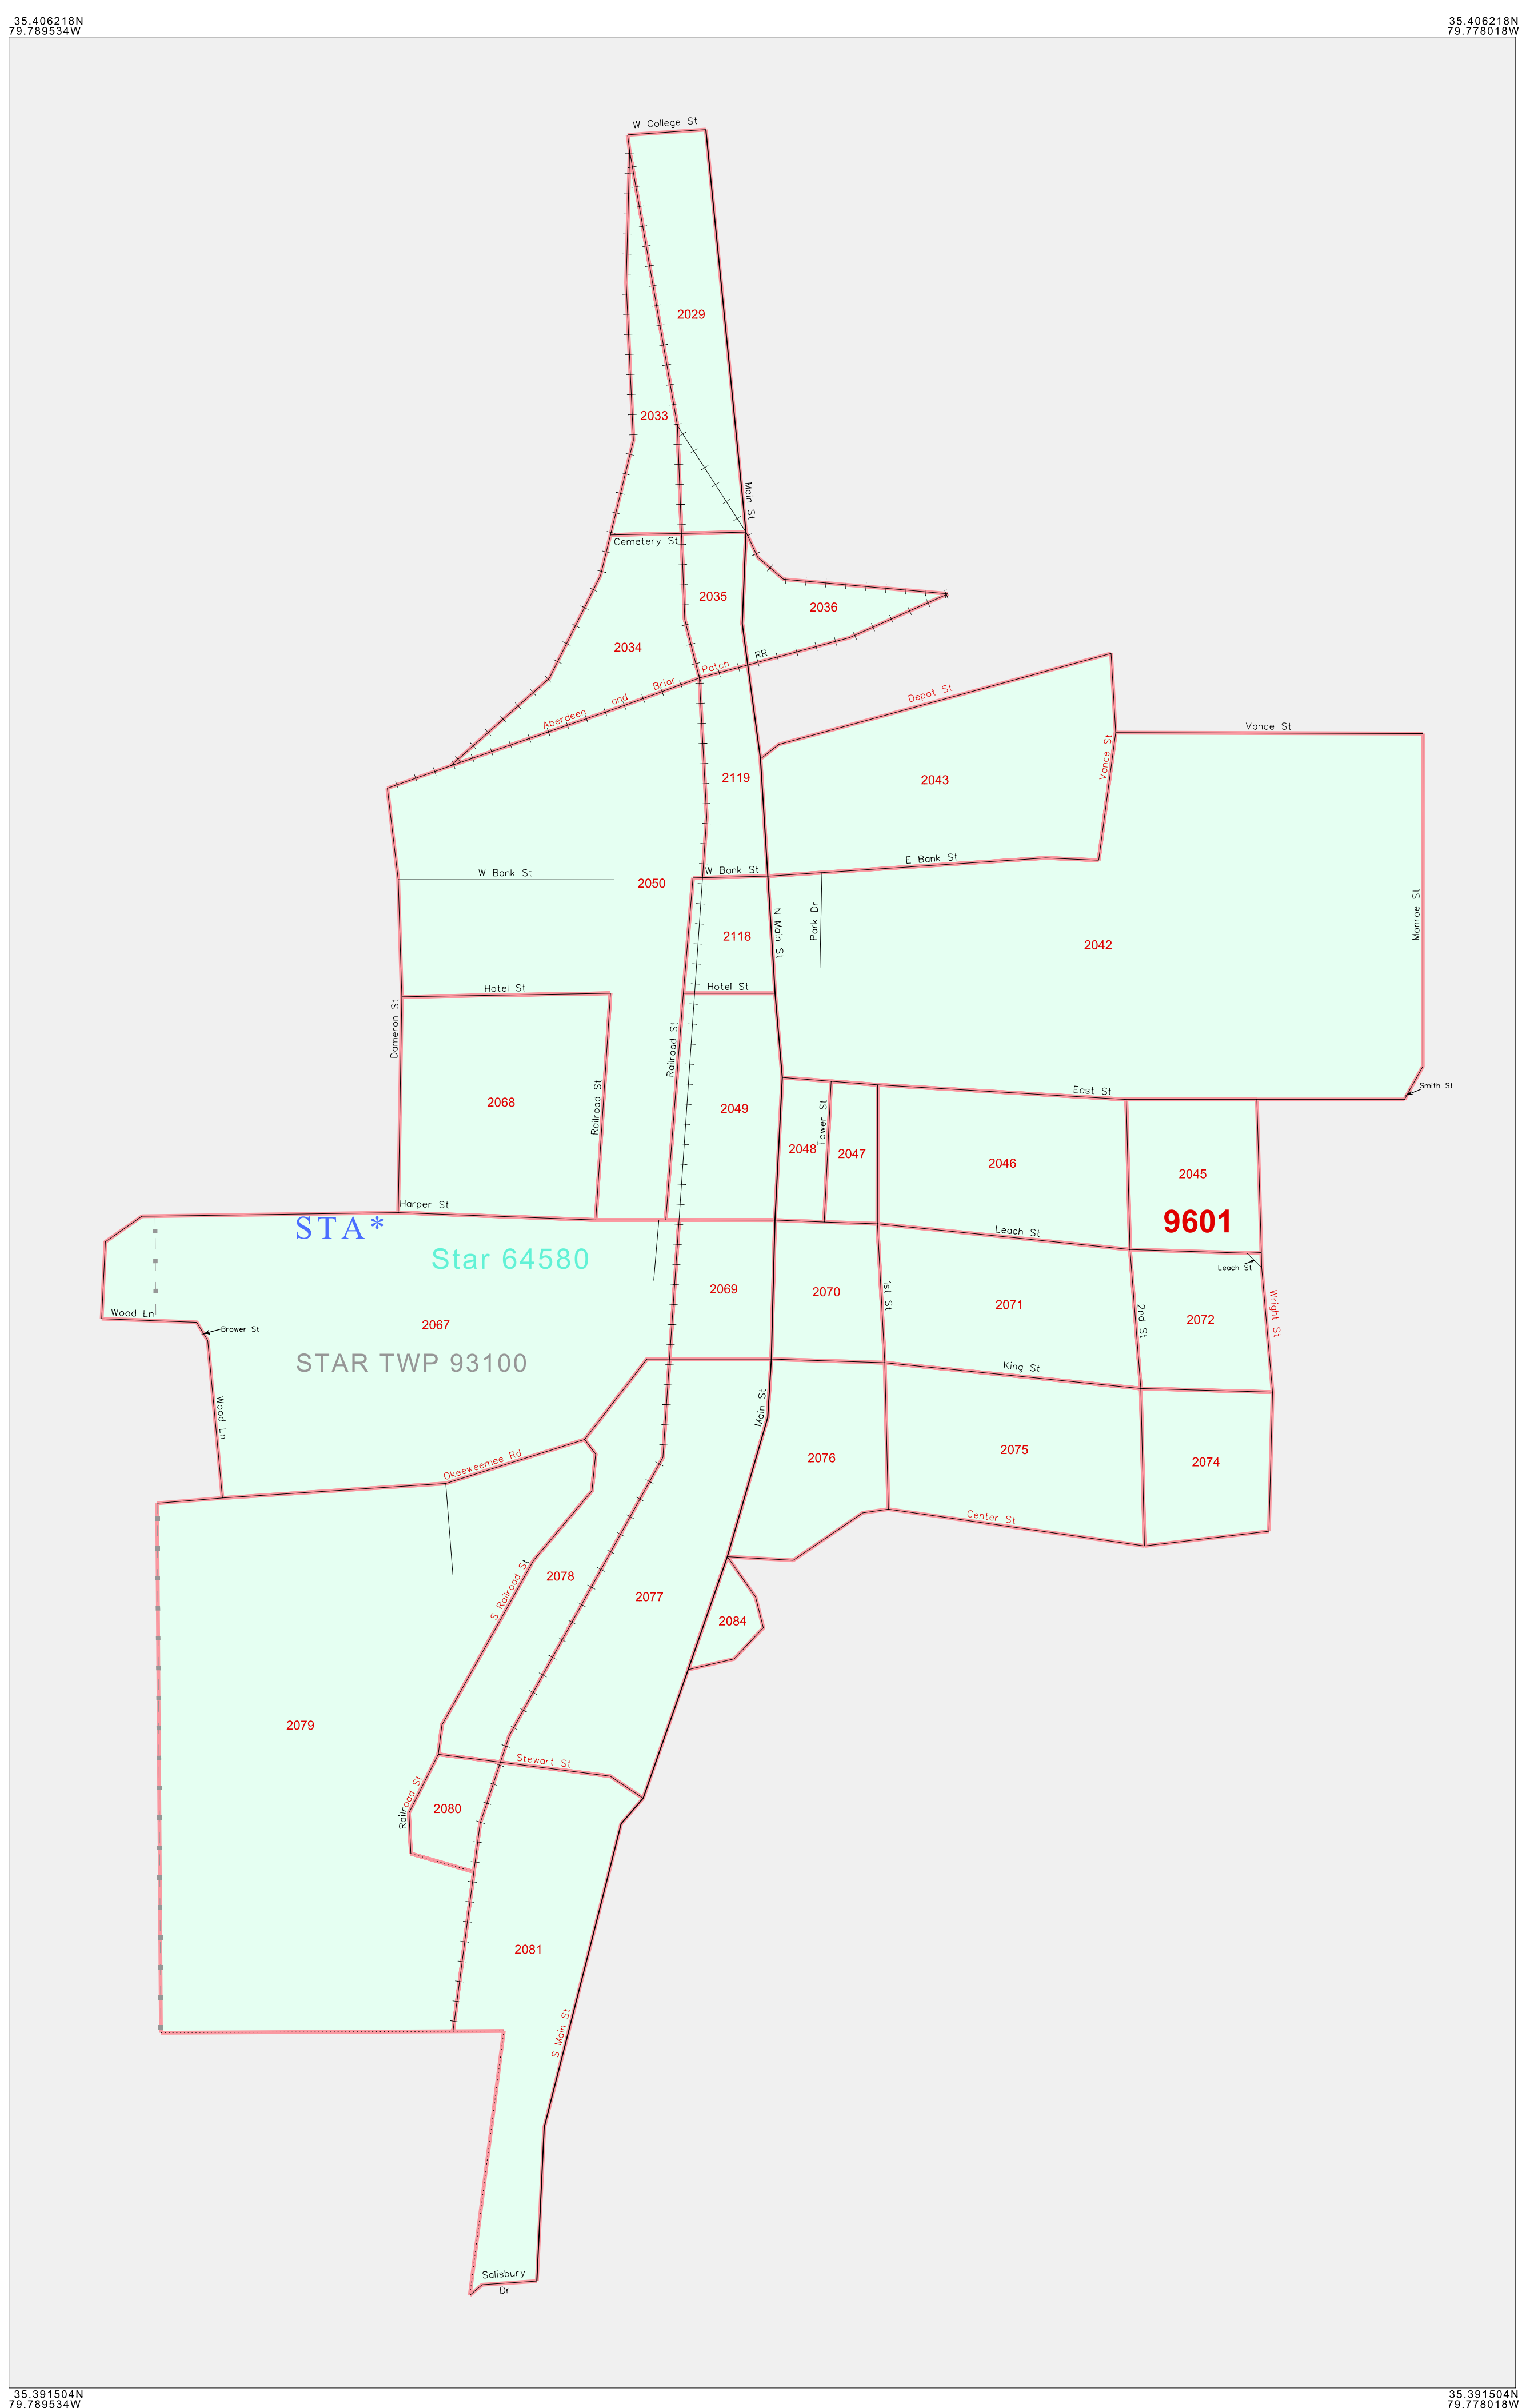 35.406218N
79.789534W
35.406218N
79.778018W
W College St
2029
2033
Main St
Cemetery St
2035
2036
2034
Aberdeen and Briar Patch RR
Depot St
Vance St
Vance St
2119
2043
W Bank St
2050
W Bank St
E Bank St
N Main St
Park Dr
Monroe St
2118
2042
Hotel St
Hotel St
Dameron St
Railroad St
Railroad St
2068
2049
East St
Smith St
Tower St
2048
2047
2046
2045
Harper St
STA*
9601
Leach St
Star 64580
Leach St
2069
2070
1st St
2071
2nd St
2072
Wright St
Wood Ln
Brower St
2067
STAR TWP 93100
King St
Wood Ln
Main St
Okeeweemee Rd
2076
2075
2074
Center St
S Railroad St
2078
2077
2084
2079
Stewart St
Railroad St
2080
2081
S Main St
Salisbury
Dr
35.391504N
79.789534W
35.391504N
79.778018W